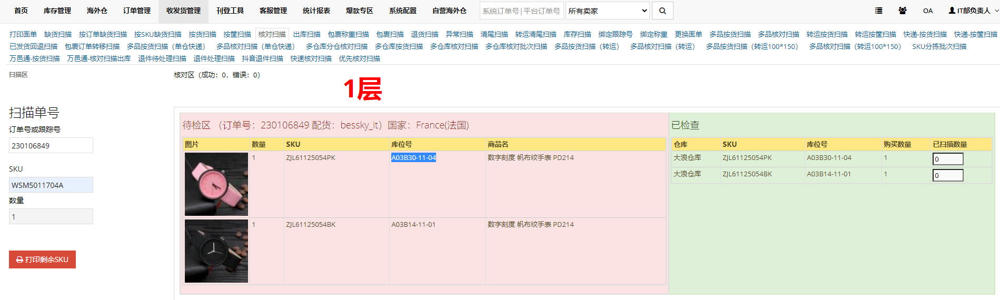 首页 库存管理 海外仓 订单管理 收发货管理 刊登工具 客服管理 统计报表 爆款专区 系统配置 自营海外仓 系统订单号|平台订单号 所有卖家 OA IT部负责人
打印面单 缺货扫描 按订单缺货扫描 按SKU缺货扫描 按货扫描 按筐扫描 核对扫描 出库扫描 包裹称重扫描 包裹扫描 退货扫描 异常扫描 清尾扫描 转运清尾扫描 库存扫描 绑定跟踪号 绑定称重 更换面单 多品按货扫描 多品核对扫描 转运按货扫描 转运按筐扫描 快递-按货扫描 快递-按筐扫描
已发货回退扫描 包裹订单转移扫描 多品按货扫描（单仓快递） 多品核对扫描（单仓快递） 多仓库分仓核对扫描 多仓库按货扫描 多仓库核对 多仓库核对批次扫描 多品按货扫描（转运） 多品核对扫描（转运） 多品按货扫描（转运100*150） 多品核对扫描（转运100*150） SKU分拣批次扫描
万邑通-按货扫描 万邑通-核对扫描出库 退件待处理扫描 退件处理扫描 抖音退件扫描 快速核对扫描 优先核对扫描
扫描区 核对区（成功：0，错误：0）
1层
扫描单号
订单号或跟踪号
230106849
SKU
WSM5011704A
数量
1
打印剩余SKU
待检区 （订单号：230106849 配货：bessky_it）国家：France(法国)
图片 数量 SKU 库位号 商品名
1 ZJL61125054PK A03B30-11-04 数字刻度 帆布纹手表 PD214
1 ZJL61125054BK A03B14-11-01 数字刻度 帆布纹手表 PD214
已检查
仓库 SKU 库位号 购买数量 已扫描数量
大浪仓库 ZJL61125054PK A03B30-11-04 1 0
大浪仓库 ZJL61125054BK A03B14-11-01 1 0